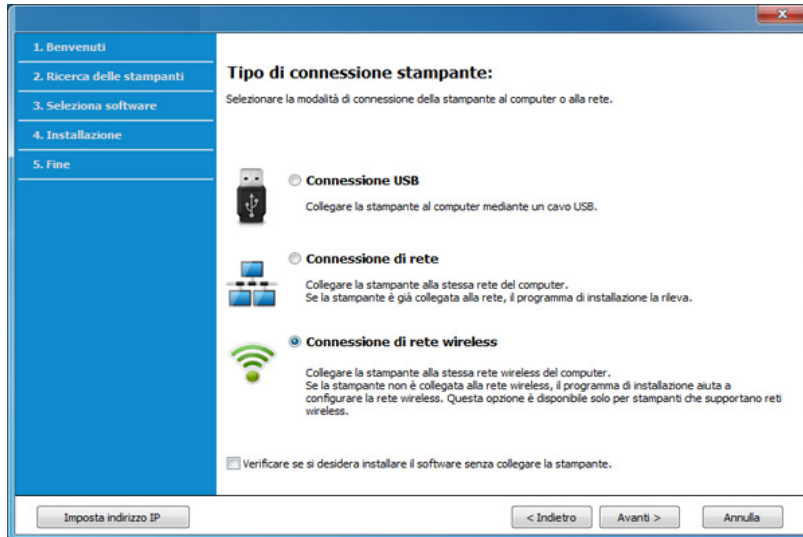 1. Benvenuti
2. Ricerca delle stampanti
3. Seleziona software
4. Installazione
5. Fine
Tipo di connessione stampante:
Selezionare la modalità di connessione della stampante al computer o alla rete.
Connessione USB
Collegare la stampante al computer mediante un cavo USB.
Connessione di rete
Collegare la stampante alla stessa rete del computer.
Se la stampante è già collegata alla rete, il programma di installazione la rileva.
Connessione di rete wireless
Collegare la stampante alla stessa rete wireless del computer.
Se la stampante non è collegata alla rete wireless, il programma di installazione aiuta a
configurare la rete wireless. Questa opzione è disponibile solo per stampanti che supportano reti
wireless.
Verificare se si desidera installare il software senza collegare la stampante.
Imposta indirizzo IP
< Indietro
Avanti >
Annulla